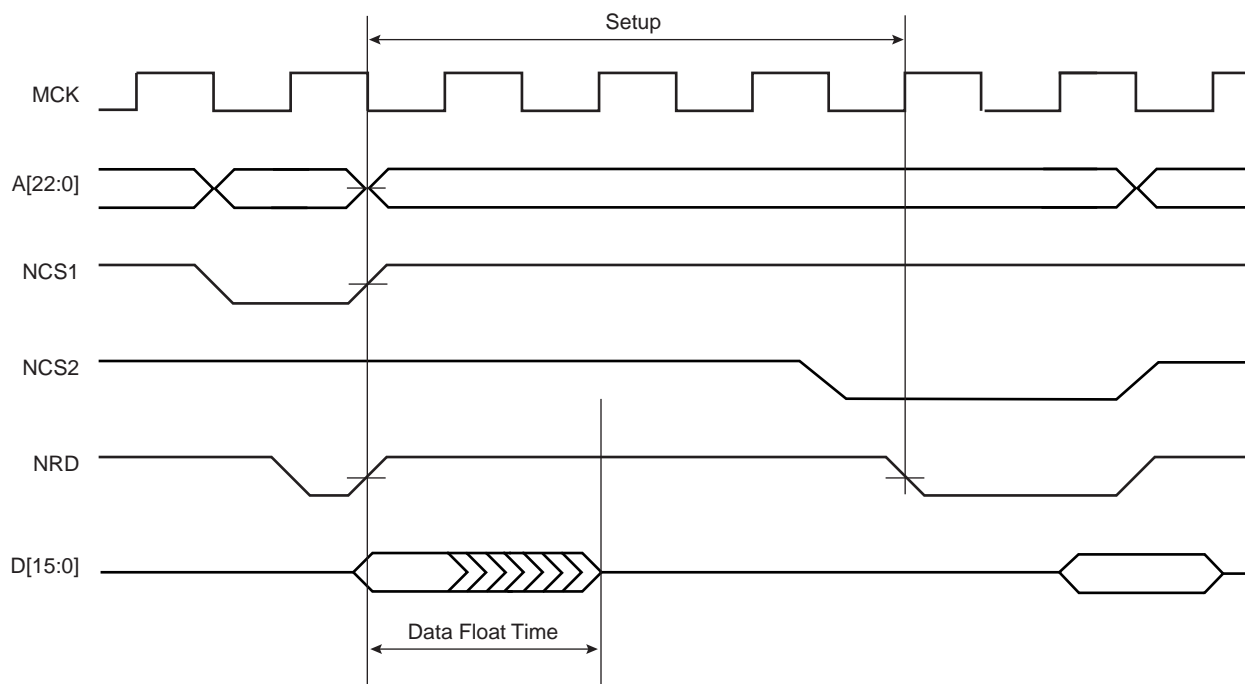 Setup
MCK
A[22:0]
NCS1
NCS2
NRD
D[15:0]
Data Float Time